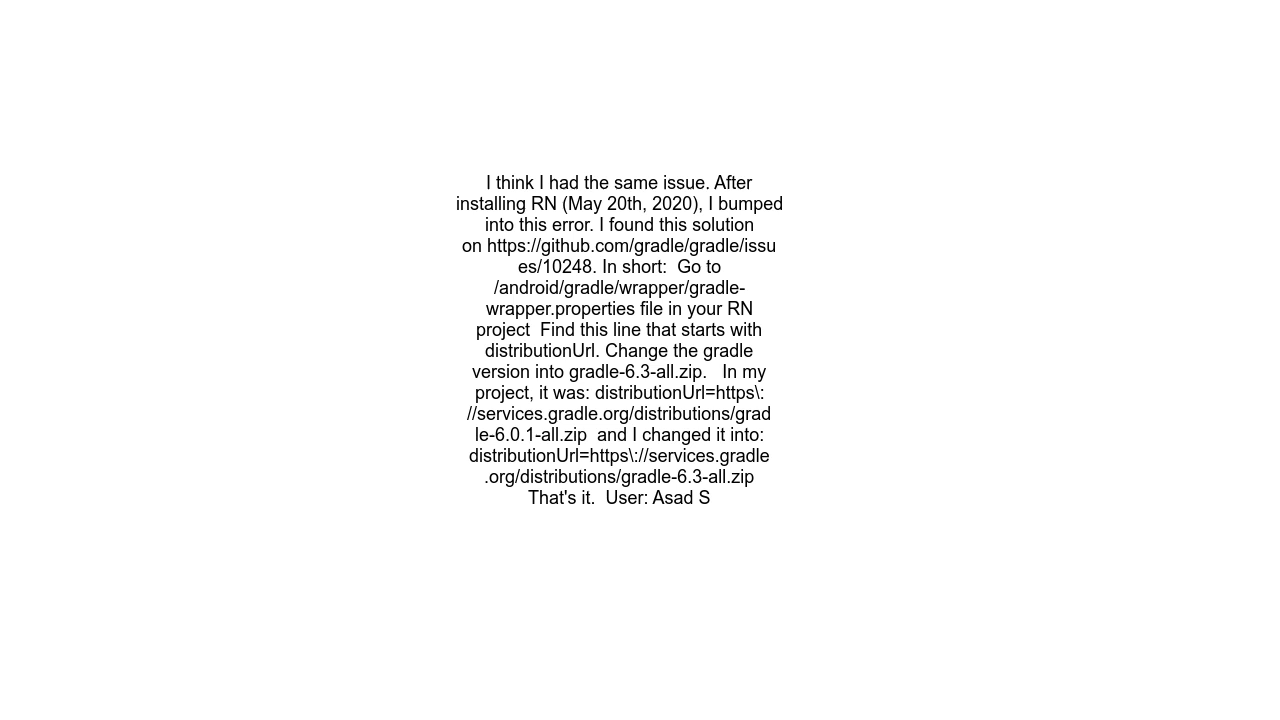 I think I had the same issue. After
installing RN (May 20th, 2020), I bumped
into this error. I found this solution
on https://github.com/gradle/gradle/issu
es/10248. In short:  Go to
/android/gradle/wrapper/gradle-
wrapper.properties file in your RN
project  Find this line that starts with
distributionUrl. Change the gradle
version into gradle-6.3-all.zip.   In my
project, it was: distributionUrl=https\:
//services.gradle.org/distributions/grad
le-6.0.1-all.zip  and I changed it into:
distributionUrl=https\://services.gradle
.org/distributions/gradle-6.3-all.zip
That's it.  User: Asad S